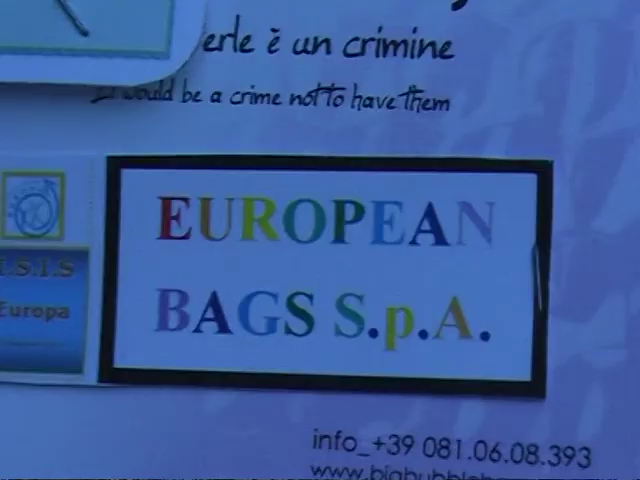 erle è un crimine
would be a crime not to have them
EUROPEAN
BAGS S.p.A.
I.S.I.S
Europa
info_+39 081.06.08.393